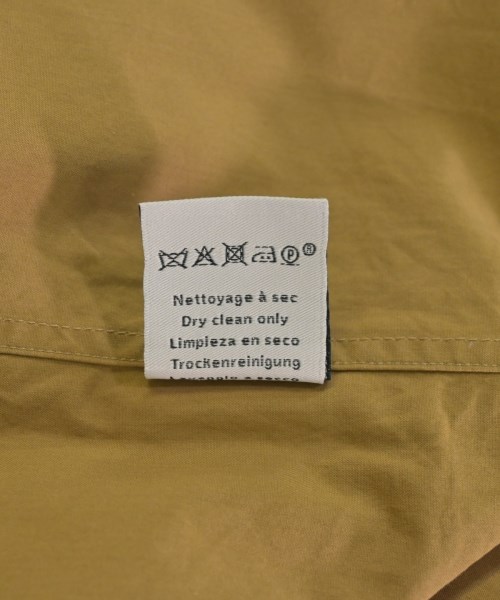 P R
Nettoyage à sec
Dry clean only
Limpieza en seco
Trockenreinigung